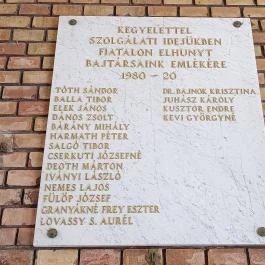 KEGYELETTEL
SZOLGÁLATI IDEJÜKBEN
FIATALON ELHUNYT
BAJTÁRSAINK EMLÉKÉRE
1980 – 20
TÓTH SÁNDOR
BALLA TIBOR
ELEK JÁNOS
DÁNOS ZSOLT
BÁRÁNY MIHÁLY
HARMATH PÉTER
SALGÓ TIBOR
CSERKUTI JÓZSEFNÉ
DEÓTH MÁRTON
IVÁNYI LÁSZLÓ
NEMES LAJOS
FÜLÖP JÓZSEF
GRANYÁKNÉ FREY ESZTER
LOVASSY S. AURÉL
DR. BAJNOK KRISZTINA
JUHÁSZ KÁROLY
KUSZTOR ENDRE
KEVI GYÖRGYNÉ